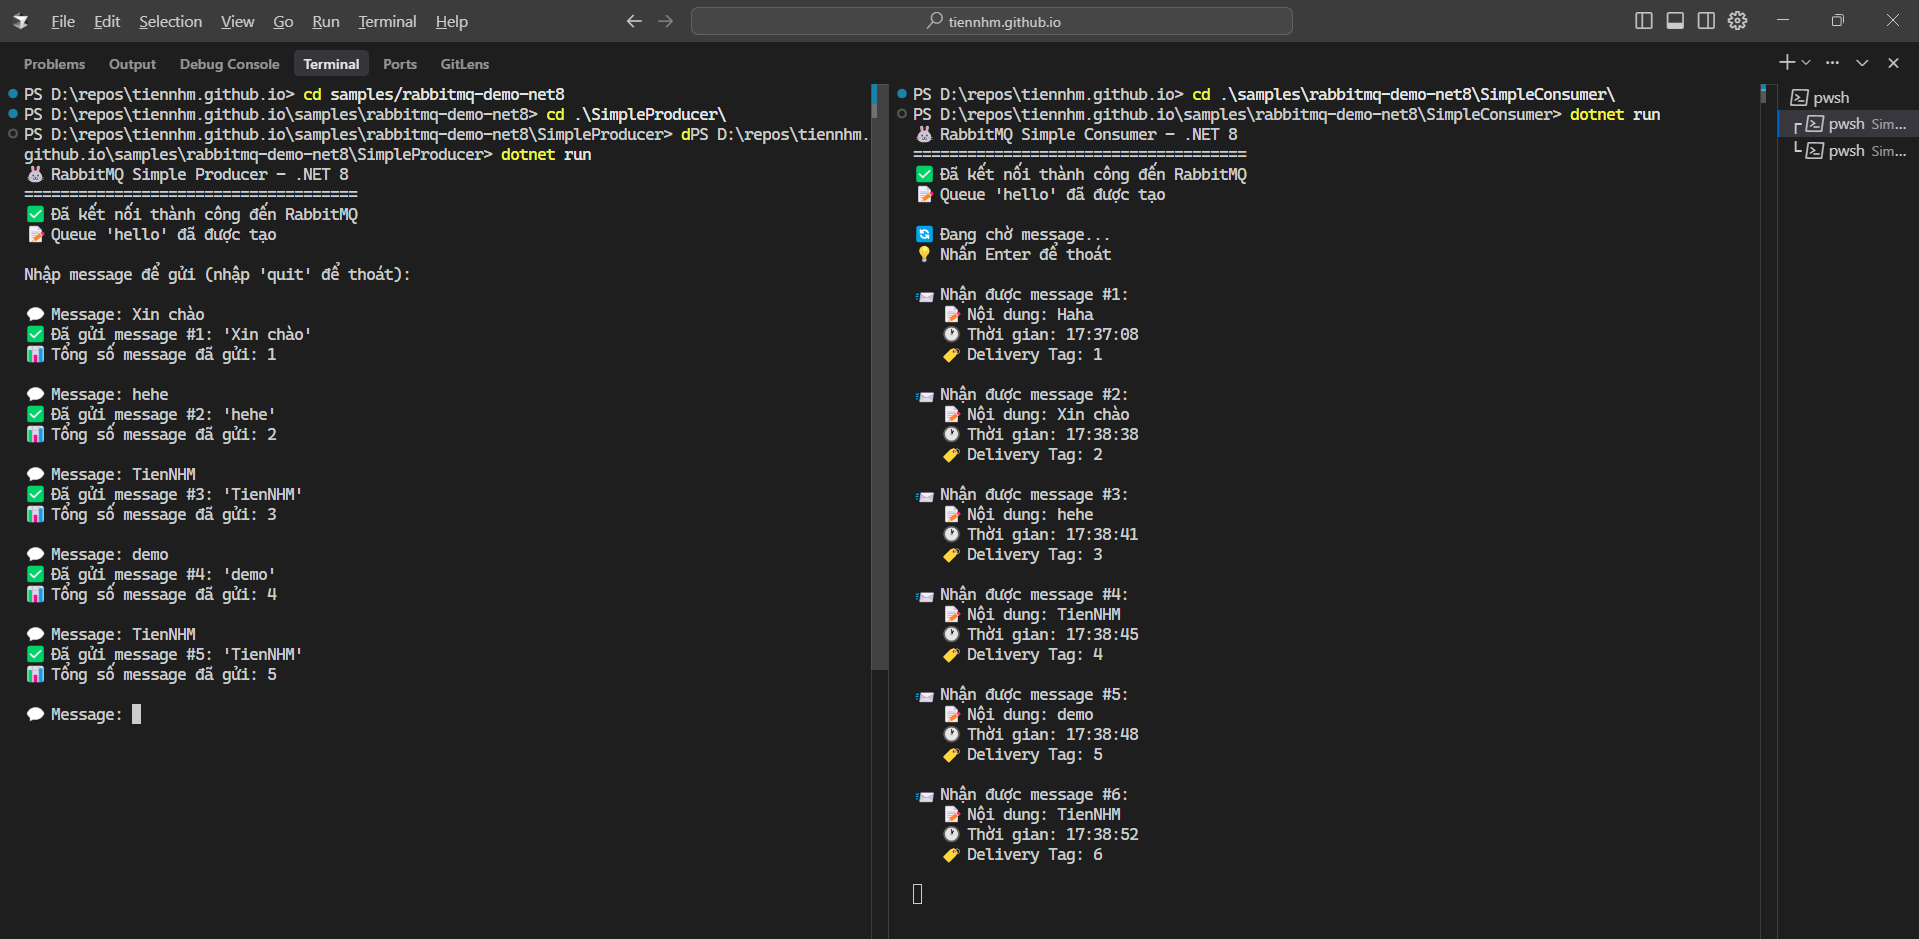 File Edit Selection View Go Run Terminal Help
tiennhm.github.io
Problems Output Debug Console Terminal Ports GitLens
PS D:\repos\tiennhm.github.io> cd samples/rabbitmq-demo-net8
PS D:\repos\tiennhm.github.io\samples\rabbitmq-demo-net8> cd .\SimpleProducer\
PS D:\repos\tiennhm.github.io\samples\rabbitmq-demo-net8\SimpleProducer> dPS D:\repos\tiennhm.
github.io\samples\rabbitmq-demo-net8\SimpleProducer> dotnet run
🐰 RabbitMQ Simple Producer - .NET 8
=====================================
✅ Đã kết nối thành công đến RabbitMQ
📝 Queue 'hello' đã được tạo
Nhập message để gửi (nhập 'quit' để thoát):
💬 Message: Xin chào
✅ Đã gửi message #1: 'Xin chào'
📊 Tổng số message đã gửi: 1
💬 Message: hehe
✅ Đã gửi message #2: 'hehe'
📊 Tổng số message đã gửi: 2
💬 Message: TienNHM
✅ Đã gửi message #3: 'TienNHM'
📊 Tổng số message đã gửi: 3
💬 Message: demo
✅ Đã gửi message #4: 'demo'
📊 Tổng số message đã gửi: 4
💬 Message: TienNHM
✅ Đã gửi message #5: 'TienNHM'
📊 Tổng số message đã gửi: 5
💬 Message:
PS D:\repos\tiennhm.github.io> cd .\samples\rabbitmq-demo-net8\SimpleConsumer\
PS D:\repos\tiennhm.github.io\samples\rabbitmq-demo-net8\SimpleConsumer> dotnet run
🐰 RabbitMQ Simple Consumer - .NET 8
=====================================
✅ Đã kết nối thành công đến RabbitMQ
📝 Queue 'hello' đã được tạo
🔄 Đang chờ message...
💡 Nhấn Enter để thoát
📨 Nhận được message #1:
📝 Nội dung: Haha
🕐 Thời gian: 17:37:08
🏷️ Delivery Tag: 1
📨 Nhận được message #2:
📝 Nội dung: Xin chào
🕐 Thời gian: 17:38:38
🏷️ Delivery Tag: 2
📨 Nhận được message #3:
📝 Nội dung: hehe
🕐 Thời gian: 17:38:41
🏷️ Delivery Tag: 3
📨 Nhận được message #4:
📝 Nội dung: TienNHM
🕐 Thời gian: 17:38:45
🏷️ Delivery Tag: 4
📨 Nhận được message #5:
📝 Nội dung: demo
🕐 Thời gian: 17:38:48
🏷️ Delivery Tag: 5
📨 Nhận được message #6:
📝 Nội dung: TienNHM
🕐 Thời gian: 17:38:52
🏷️ Delivery Tag: 6
pwsh
pwsh Sim...
pwsh Sim...